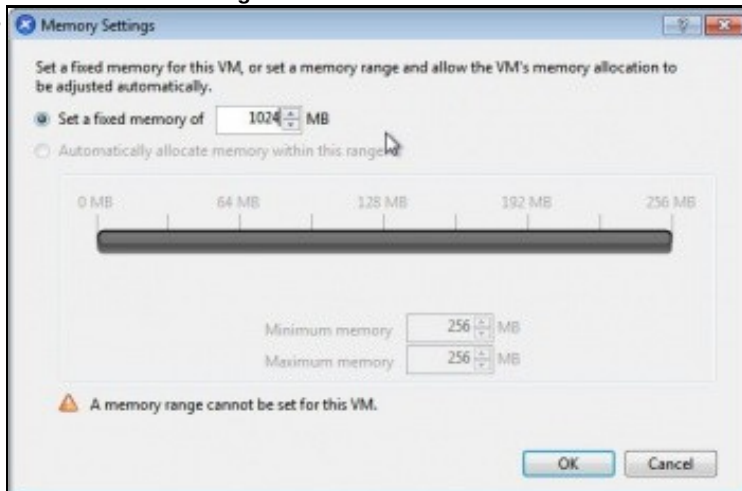 Memory Settings
Set a fixed memory for this VM, or set a memory range and allow the VM's memory allocation to
be adjusted automatically.
Set a fixed memory of 1024 MB
Automatically allocate memory within this range
0 MB 64 MB 128 MB 192 MB 256 MB
Minimum memory 256 MB
Maximum memory 256 MB
A memory range cannot be set for this VM.
OK Cancel